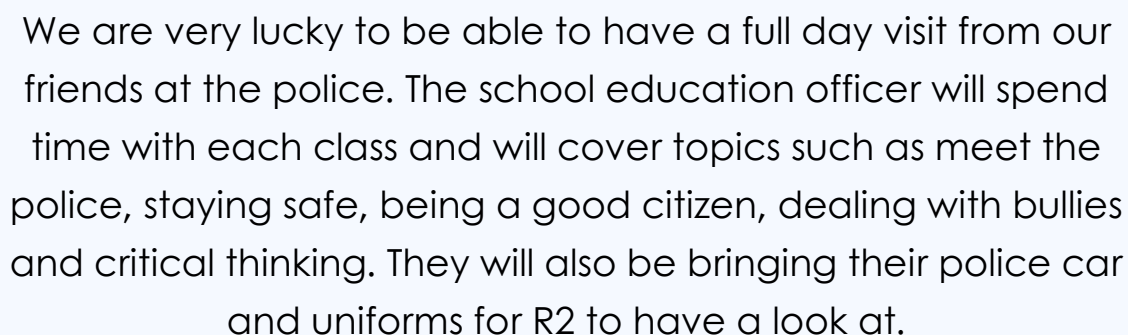 We are very lucky to be able to have a full day visit from our
friends at the police. The school education officer will spend
time with each class and will cover topics such as meet the
police, staying safe, being a good citizen, dealing with bullies
and critical thinking. They will also be bringing their police car
and uniforms for R2 to have a look at.